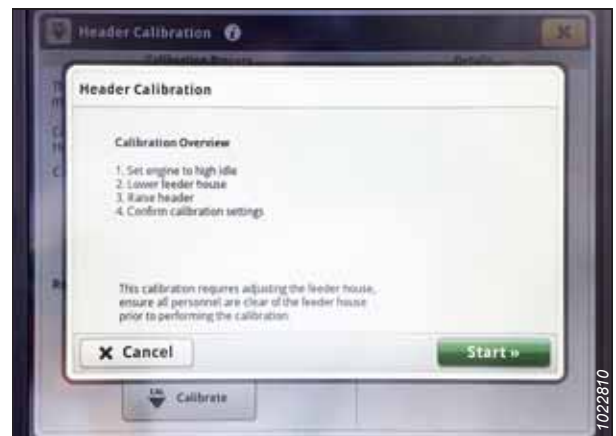 Header Calibration
Header Calibration
Calibration Overview
1. Set engine to high idle
2. Lower feeder house
3. Raise header
4. Confirm calibration settings
This calibration requires adjusting the feeder house,
ensure all personnel are clear of the feeder house
prior to performing the calibration
Cancel
Start »
Calibrate
1022810